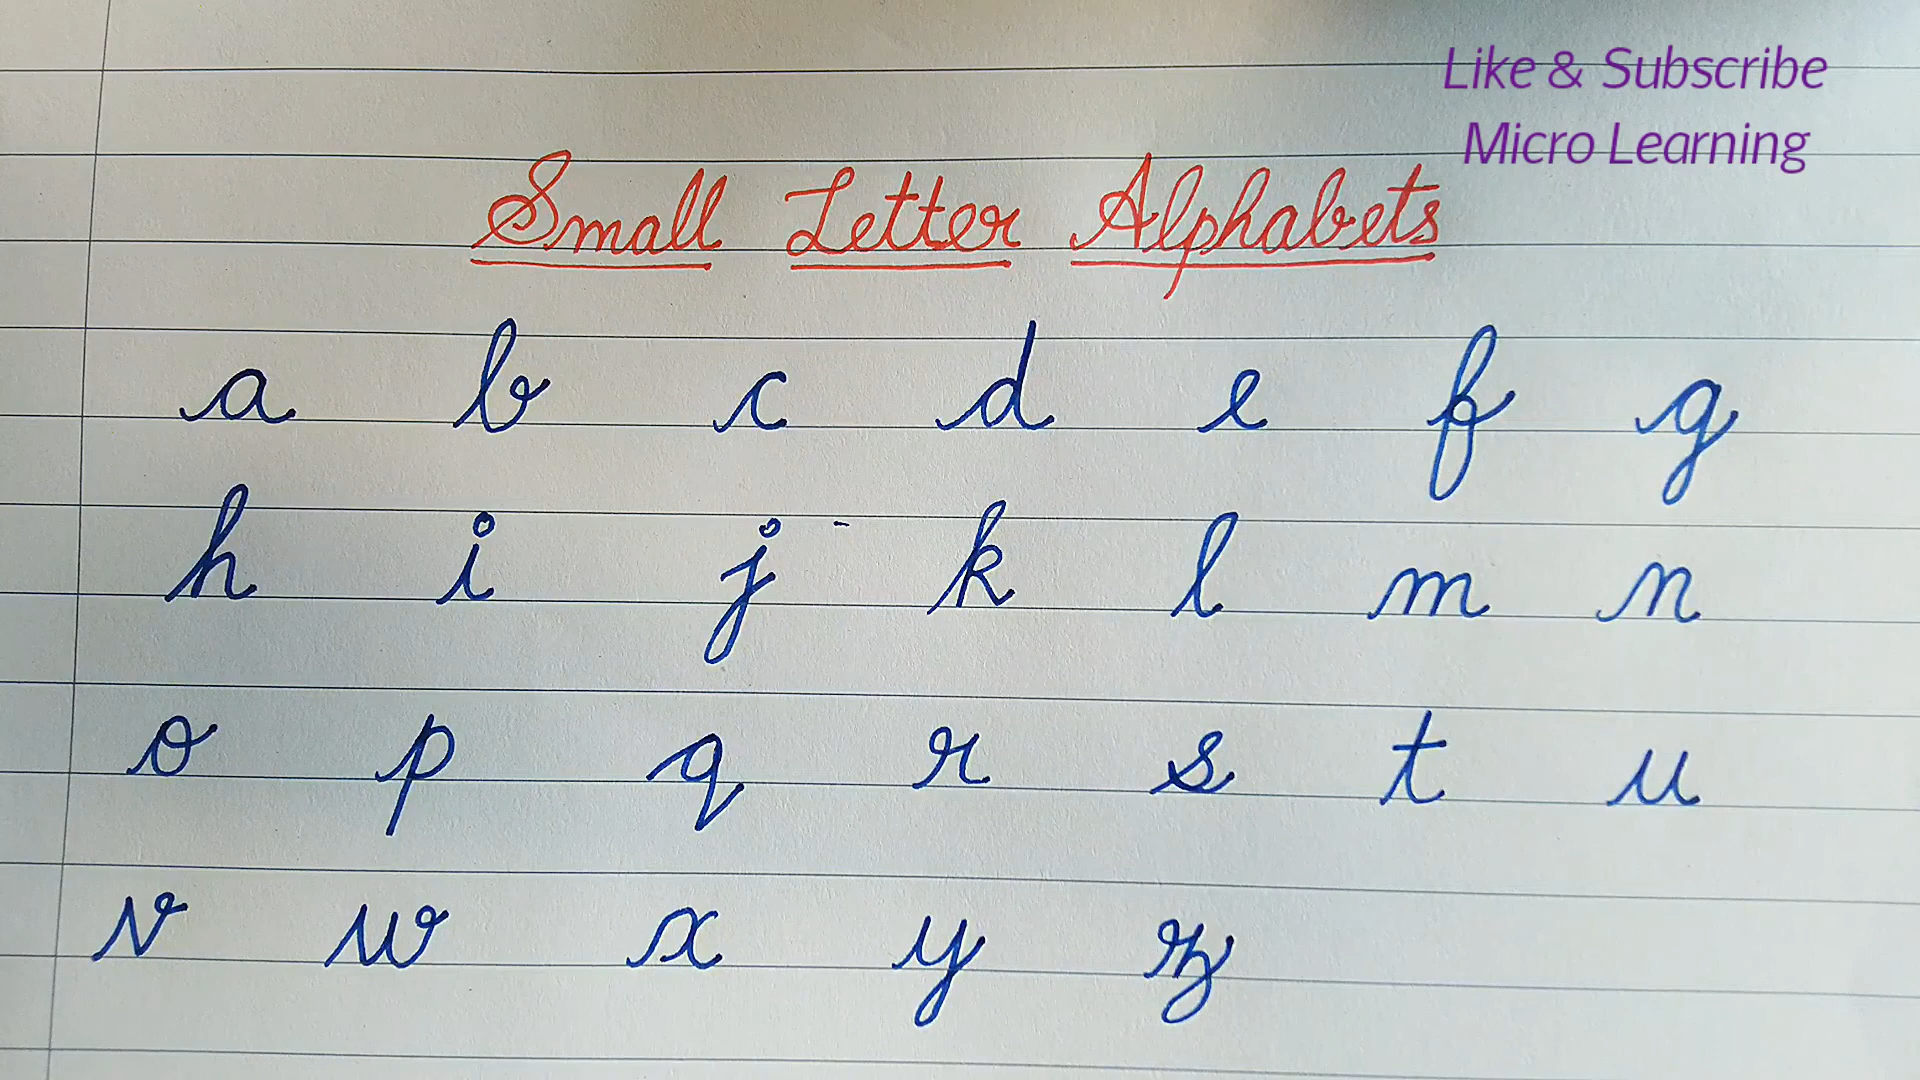 Like & Subscribe
Micro Learning
Small Letter Alphabets
a b c d e f g
h i j k l m n
o p q r s t u
v w x y z